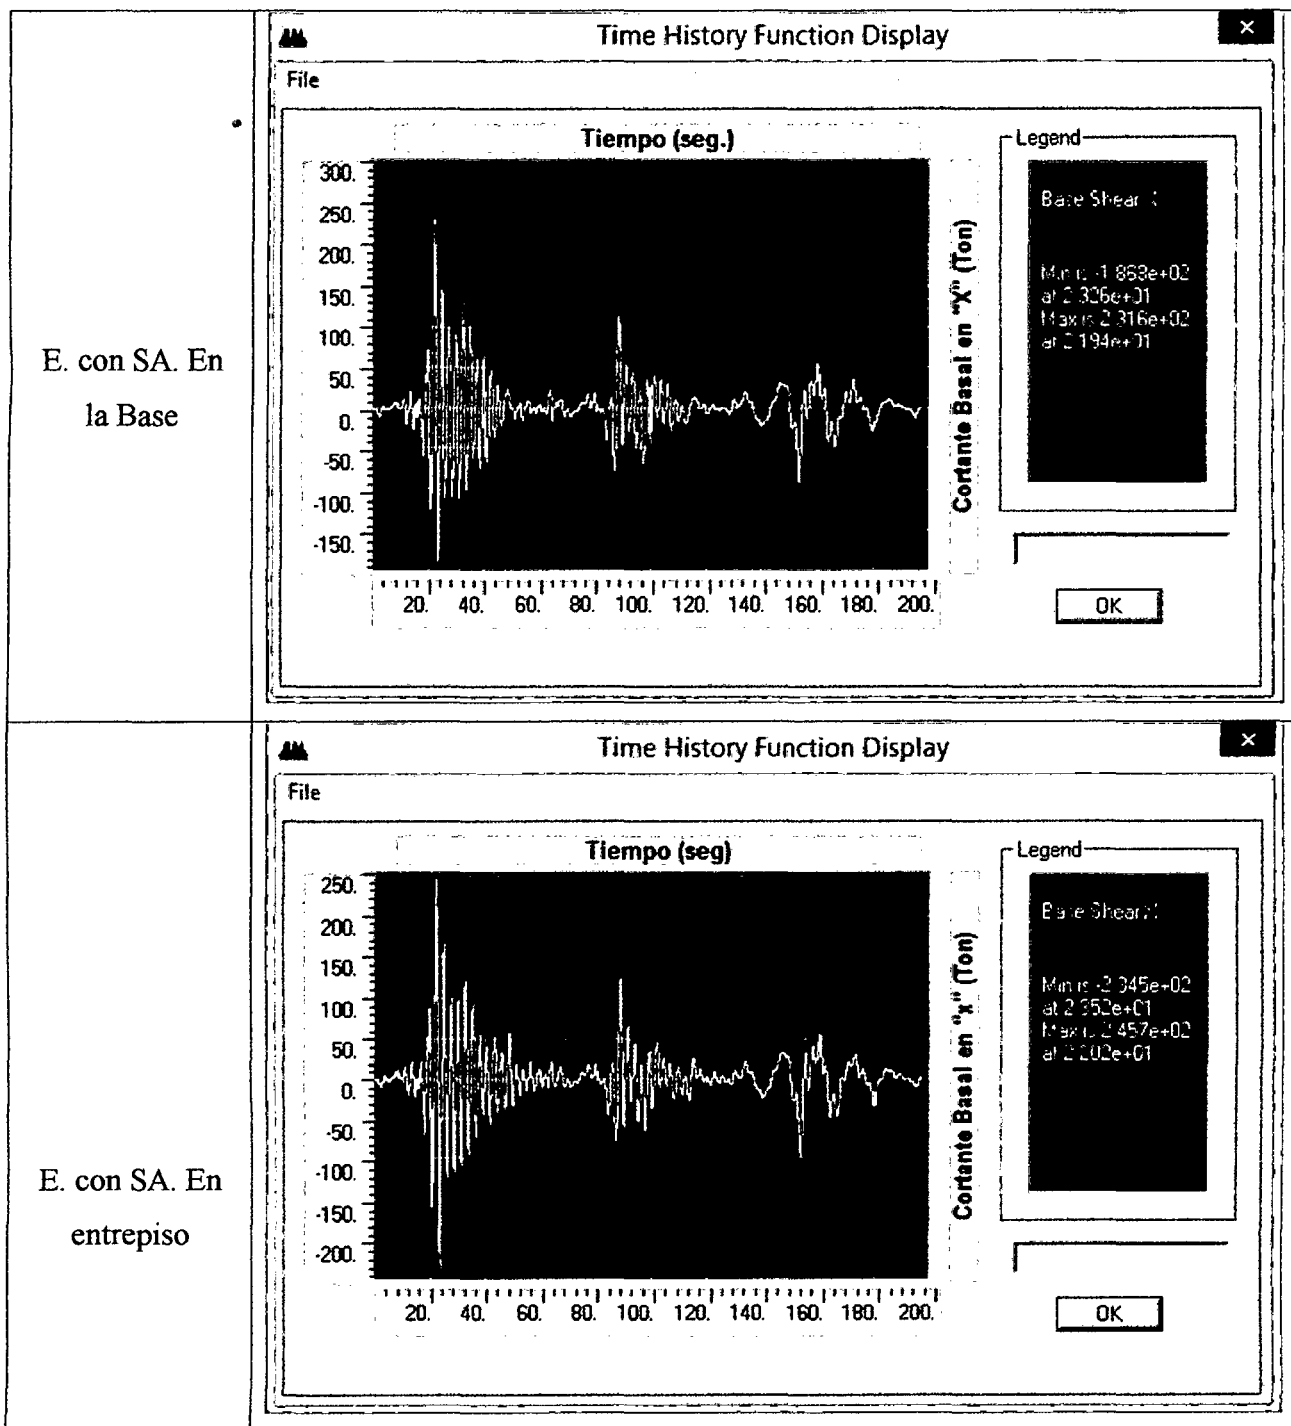 E. con SA. En
la Base
Time History Function Display
×
File
Tiempo (seg.)
300.
250.
200.
150.
100.
50.
0.
-50.
-100.
-150.
20. 40. 60. 80. 100. 120. 140. 160. 180. 200.
Cortante Basal en "X" (Ton)
Legend
Base Shear
Min is -1.868e+02
at 2.326e+01
Max is 2.316e+02
at 2.194e+01
OK
E. con SA. En
entrepiso
Time History Function Display
×
File
Tiempo (seg)
250.
200.
150.
100.
50.
0.
-50.
-100.
-150.
-200.
20. 40. 60. 80. 100. 120. 140. 160. 180. 200.
Cortante Basal en "x" (Ton)
Legend
Base Shear
Min is -2.345e+02
at 2.352e+01
Max is 2.457e+02
at 2.202e+01
OK